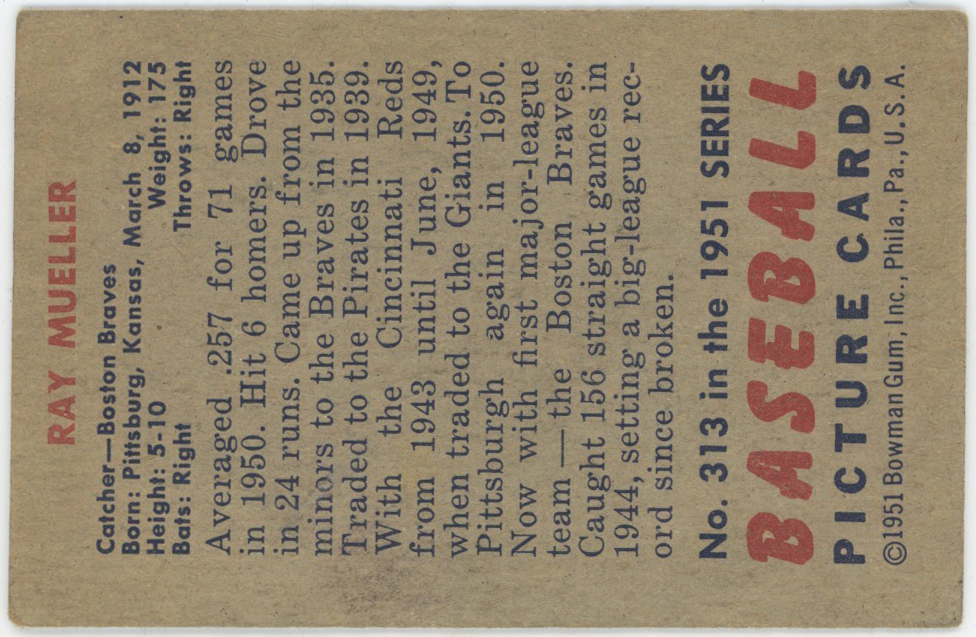 RAY MUELLER
Catcher—Boston Braves
Born: Pittsburg, Kansas, March 8, 1912
Height: 5-10 Weight: 175
Bats: Right Throws: Right
Averaged .257 for 71 games
in 1950. Hit 6 homers. Drove
in 24 runs. Came up from the
minors to the Braves in 1935.
Traded to the Pirates in 1939.
With the Cincinnati Reds
from 1943 until June, 1949,
when traded to the Giants. To
Pittsburgh again in 1950.
Now with first major-league
team—the Boston Braves.
Caught 156 straight games in
1944, setting a big-league rec-
ord since broken.
No. 313 in the 1951 SERIES
BASEBALL
PICTURE CARDS
©1951 Bowman Gum, Inc., Phila., Pa., U.S.A.